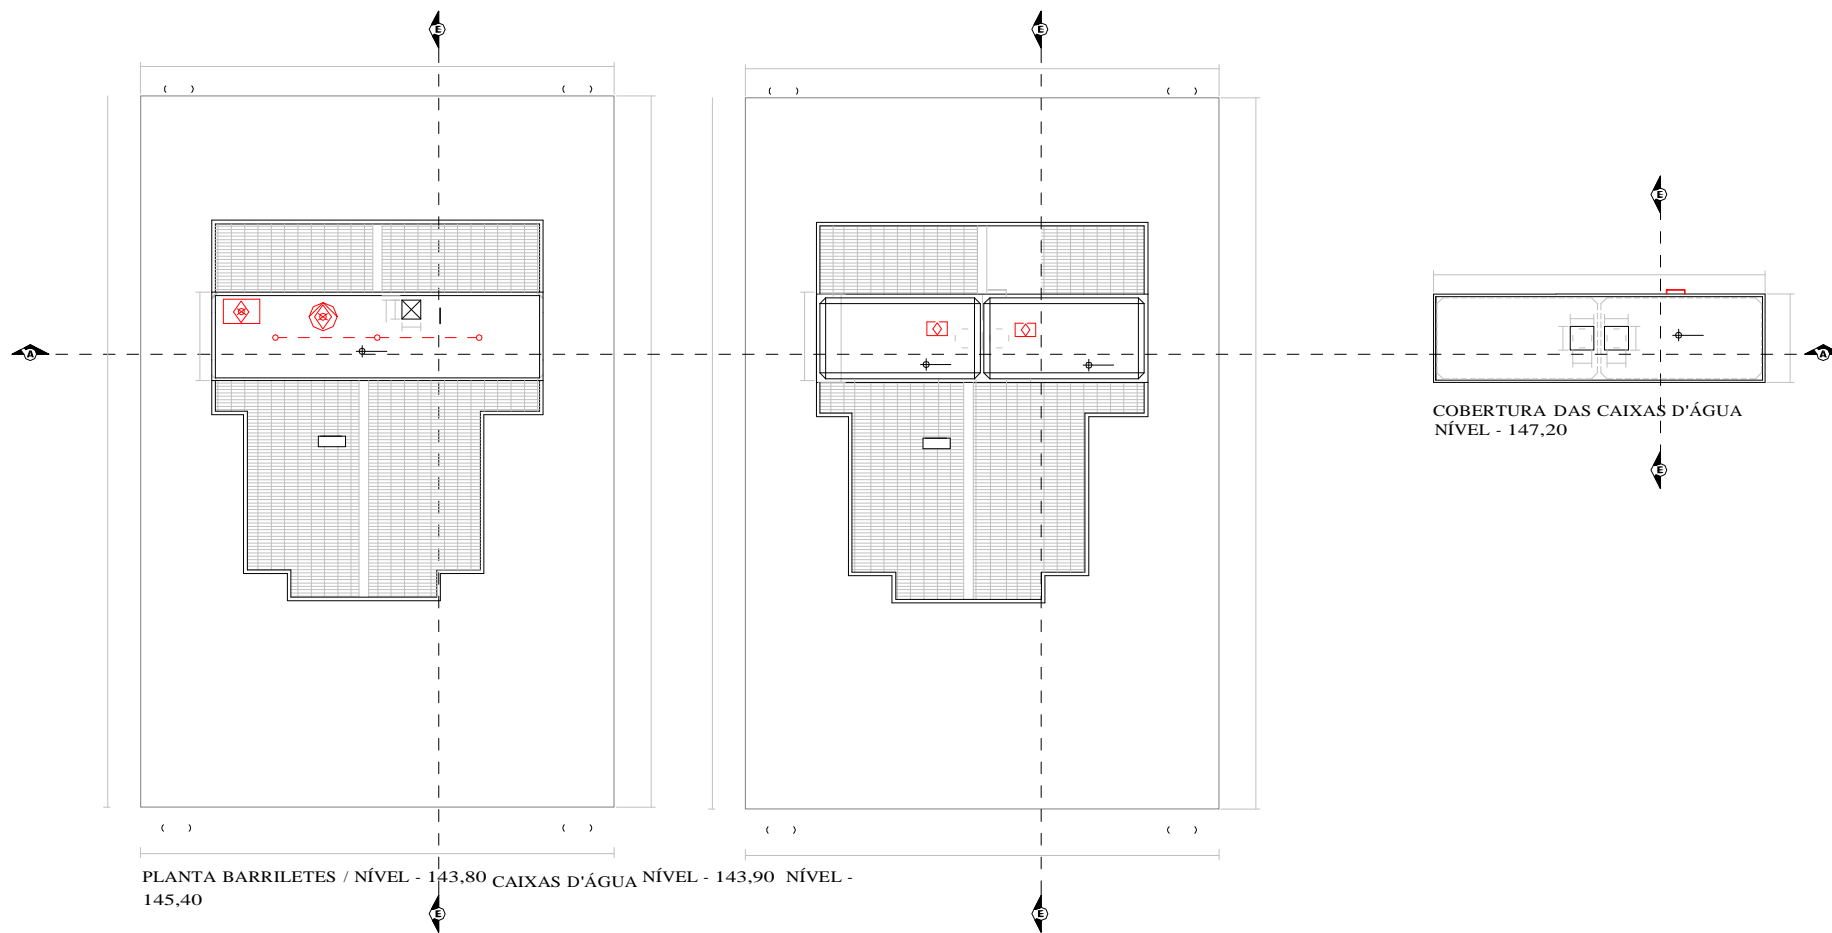 E
E
E
A
A
COBERTURA DAS CAIXAS D'ÁGUA
NÍVEL - 147,20
E
PLANTA BARRILETES / NÍVEL - 143,80 CAIXAS D'ÁGUA NÍVEL - 143,90 NÍVEL -
145,40
E
E